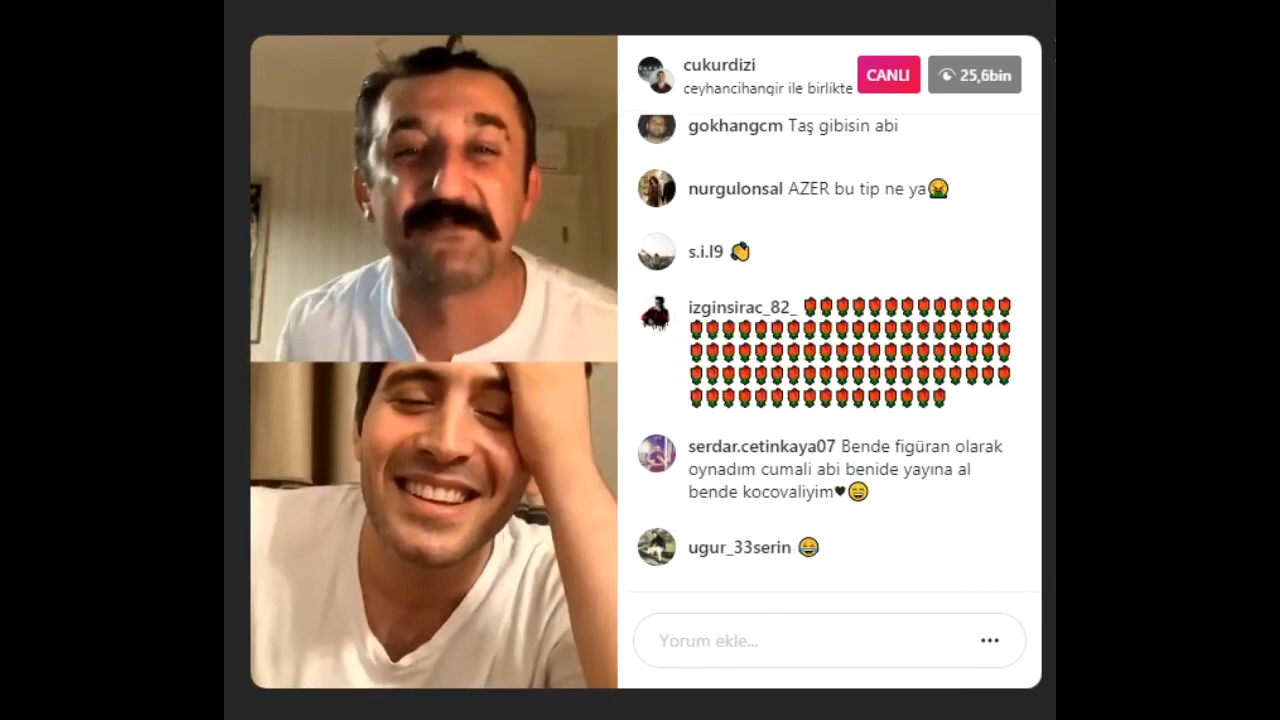 cukurdizi
ceyhancihangir ile birlikte
CANLI
25,6bin
gokhangcm Taş gibisin abi
nurgulonsal AZER bu tip ne ya🤮
s.i.l9 👏
izginsirac_82_ 🌷🌷🌷🌷🌷🌷🌷🌷🌷🌷🌷🌷🌷
🌷🌷🌷🌷🌷🌷🌷🌷🌷🌷🌷🌷🌷🌷🌷🌷🌷🌷🌷🌷
🌷🌷🌷🌷🌷🌷🌷🌷🌷🌷🌷🌷🌷🌷🌷🌷🌷🌷🌷🌷
🌷🌷🌷🌷🌷🌷🌷🌷🌷🌷🌷🌷🌷🌷🌷🌷🌷🌷🌷🌷
🌷🌷🌷🌷🌷🌷🌷🌷🌷🌷🌷🌷🌷🌷🌷🌷
serdar.cetinkaya07 Bende figüran olarak
oynadım cumali abi benide yayına al
bende kocovaliyim♥😄
ugur_33serin 😂
Yorum ekle...